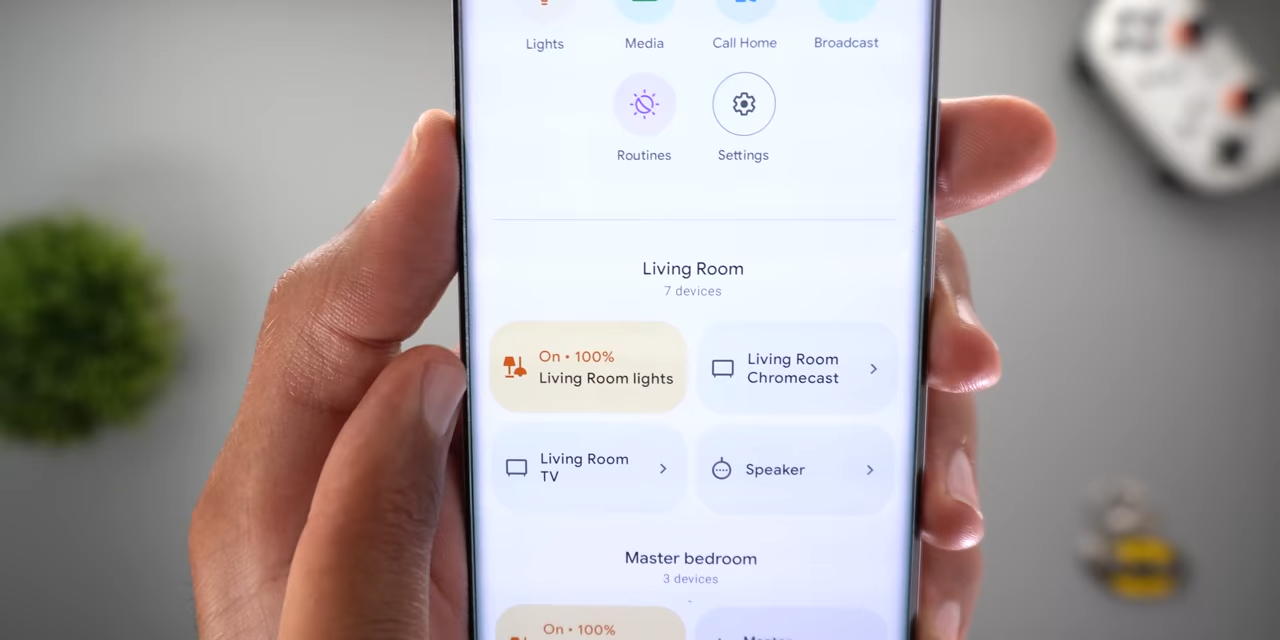 Lights
Media
Call Home
Broadcast
Routines
Settings
Living Room
7 devices
On • 100%
Living Room lights
Living Room
Chromecast
Living Room
TV
Speaker
Master bedroom
3 devices
On • 100%